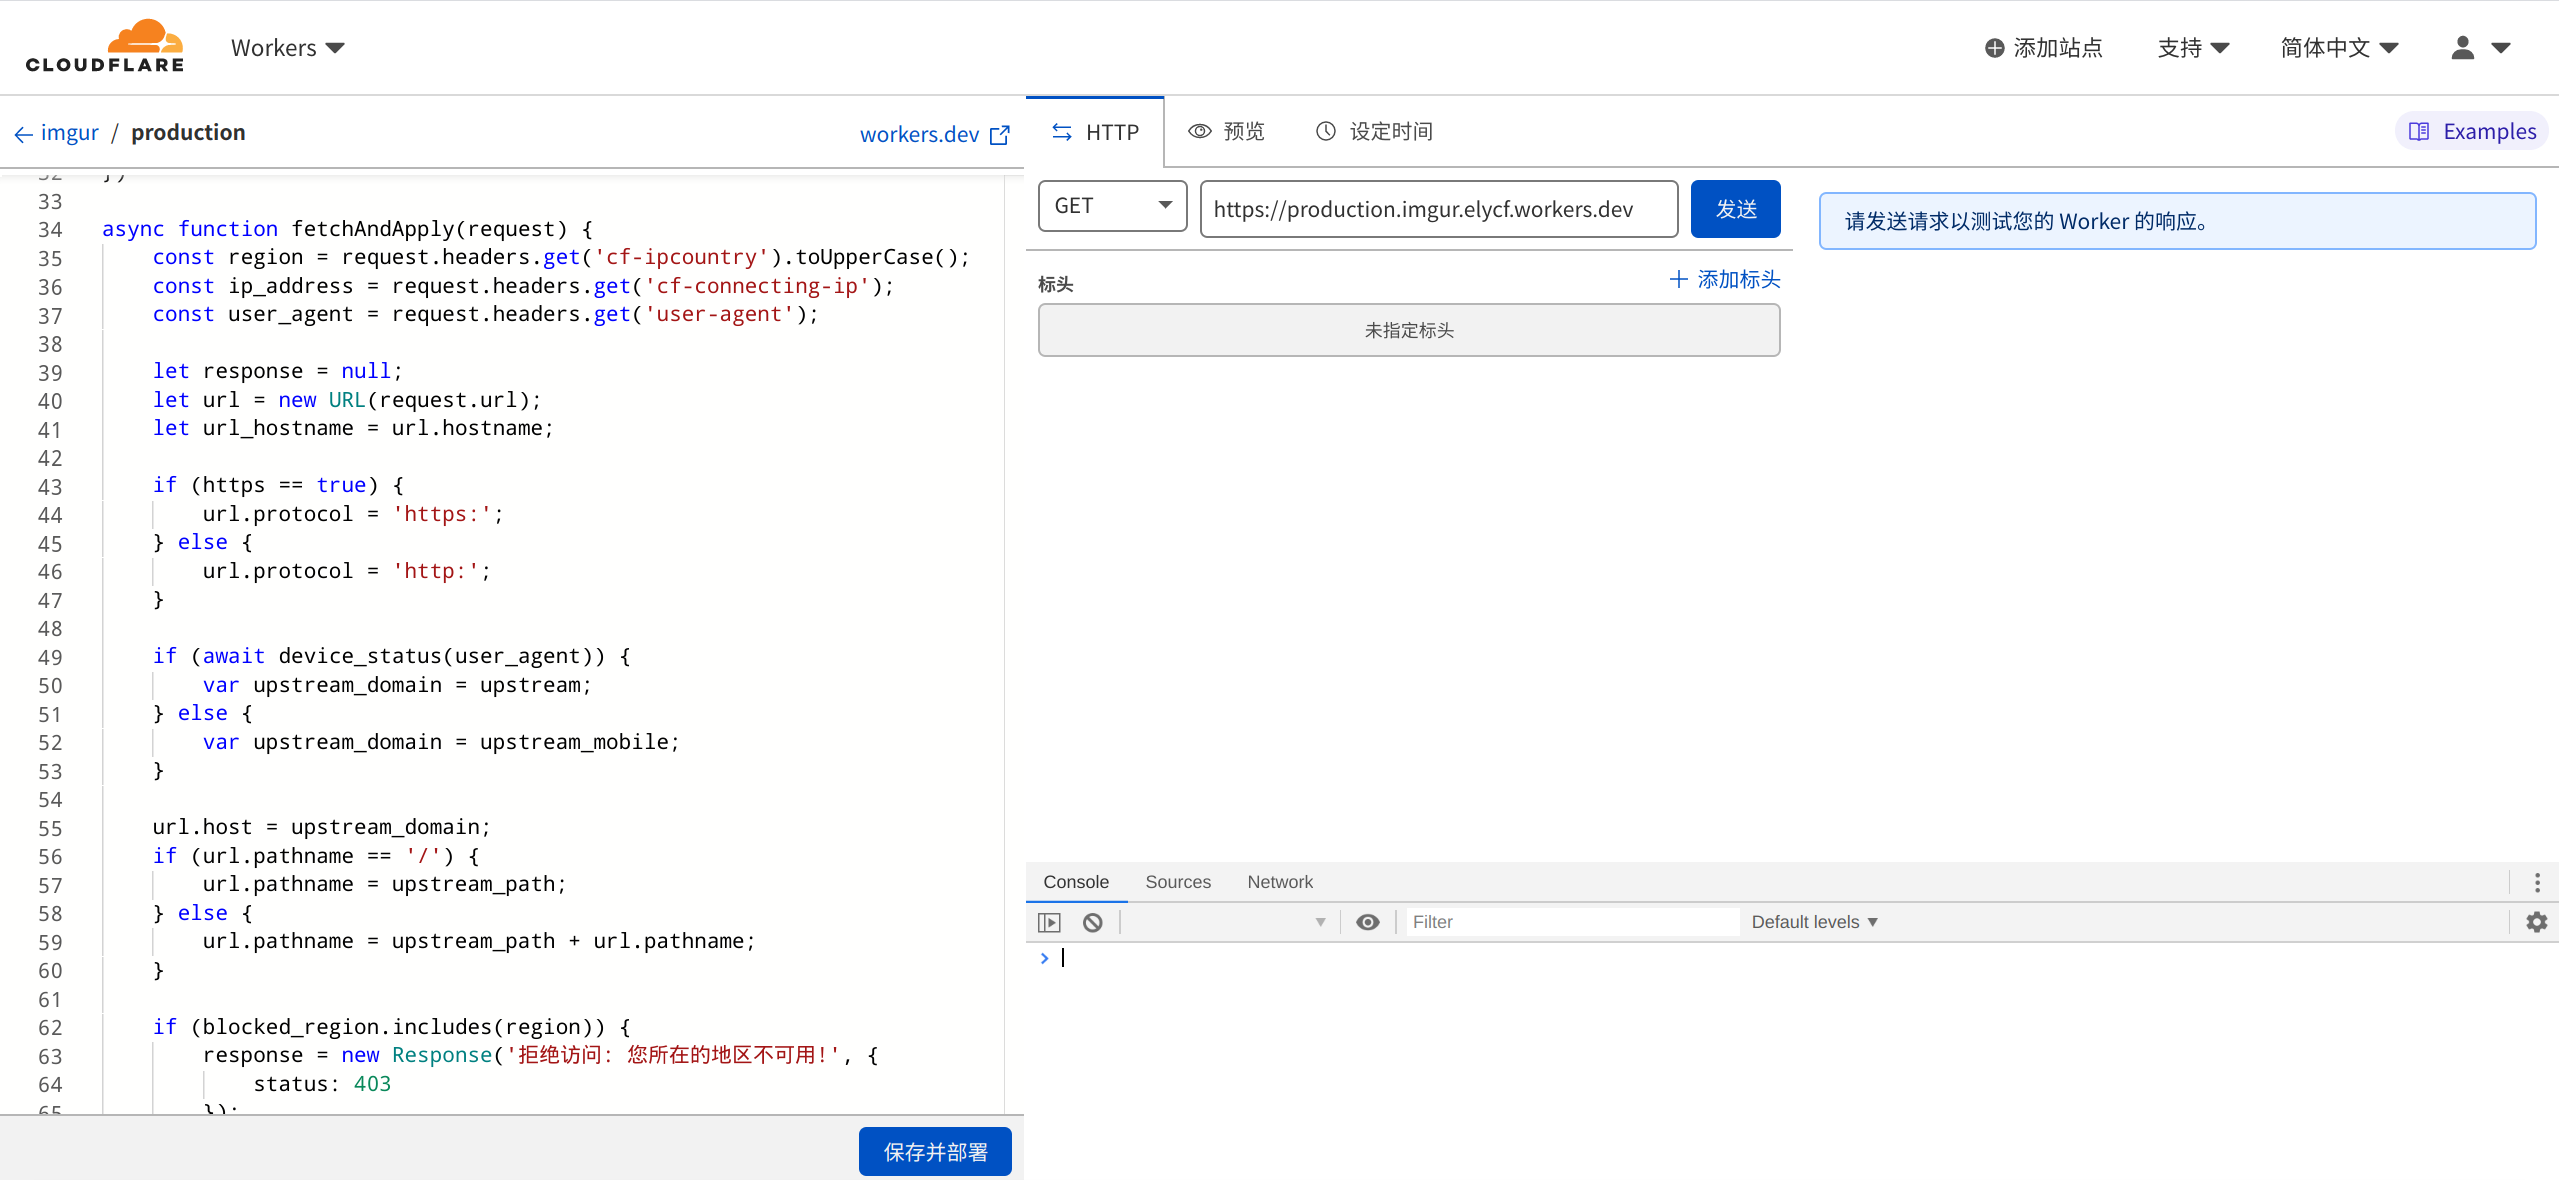 CLOUDFLARE
Workers
添加站点
支持
简体中文
imgur / production
workers.dev
HTTP
预览
设定时间
Examples
33
34 async function fetchAndApply(request) {
35 const region = request.headers.get('cf-ipcountry').toUpperCase();
36 const ip_address = request.headers.get('cf-connecting-ip');
37 const user_agent = request.headers.get('user-agent');
38
39 let response = null;
40 let url = new URL(request.url);
41 let url_hostname = url.hostname;
42
43 if (https == true) {
44 url.protocol = 'https:';
45 } else {
46 url.protocol = 'http:';
47 }
48
49 if (await device_status(user_agent)) {
50 var upstream_domain = upstream;
51 } else {
52 var upstream_domain = upstream_mobile;
53 }
54
55 url.host = upstream_domain;
56 if (url.pathname == '/') {
57 url.pathname = upstream_path;
58 } else {
59 url.pathname = upstream_path + url.pathname;
60 }
61
62 if (blocked_region.includes(region)) {
63 response = new Response('拒绝访问: 您所在的地区不可用!', {
64 status: 403
65 });
保存并部署
GET
https://production.imgur.elycf.workers.dev
发送
标头
添加标头
未指定标头
请发送请求以测试您的 Worker 的响应。
Console Sources Network
Filter
Default levels